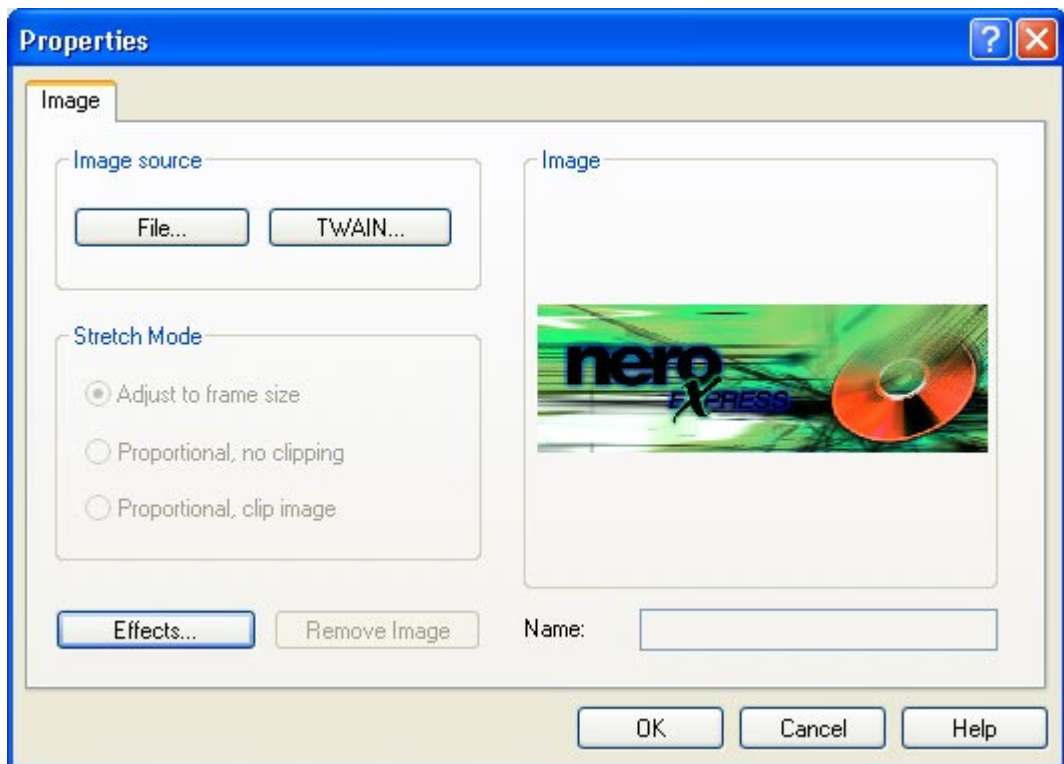 Properties
Image
Image source
File...
TWAIN...
Stretch Mode
Adjust to frame size
Proportional, no clipping
Proportional, clip image
Effects...
Remove Image
Image
nero
EXPRESS
Name:
OK
Cancel
Help